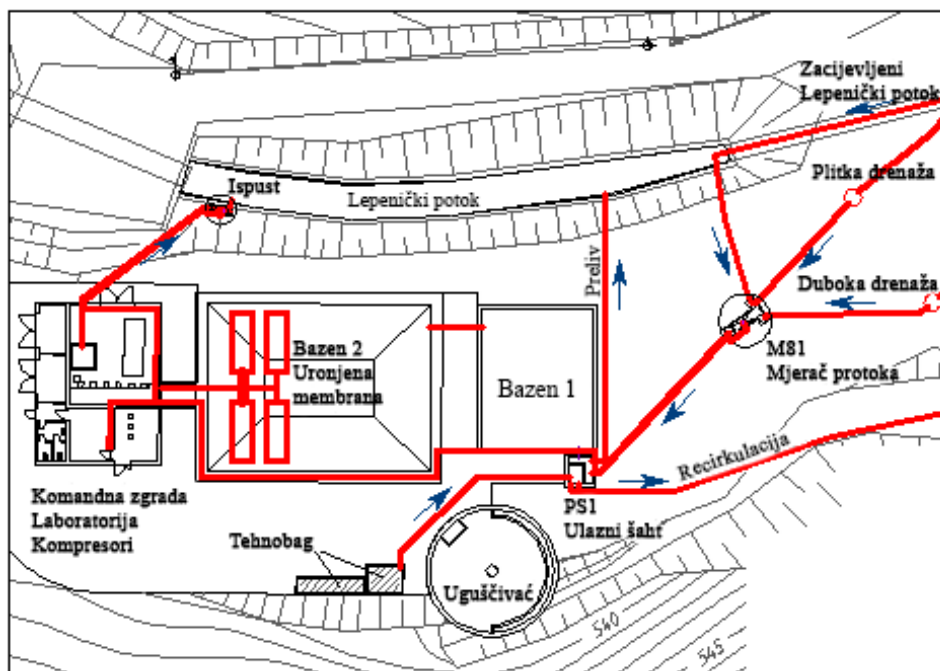 Zacijevljeni
Lepenički potok
Plitka drenaža
Ispust
Lepenički potok
Preliv
Duboka drenaža
Bazen 2
Uronjena
membrana
Bazen 1
M81
Mjerač protoka
Recirkulacija
Komandna zgrada
Laboratorija
Kompresori
PS1
Ulazni šaht
Tehnobag
Uguščivać
540
545